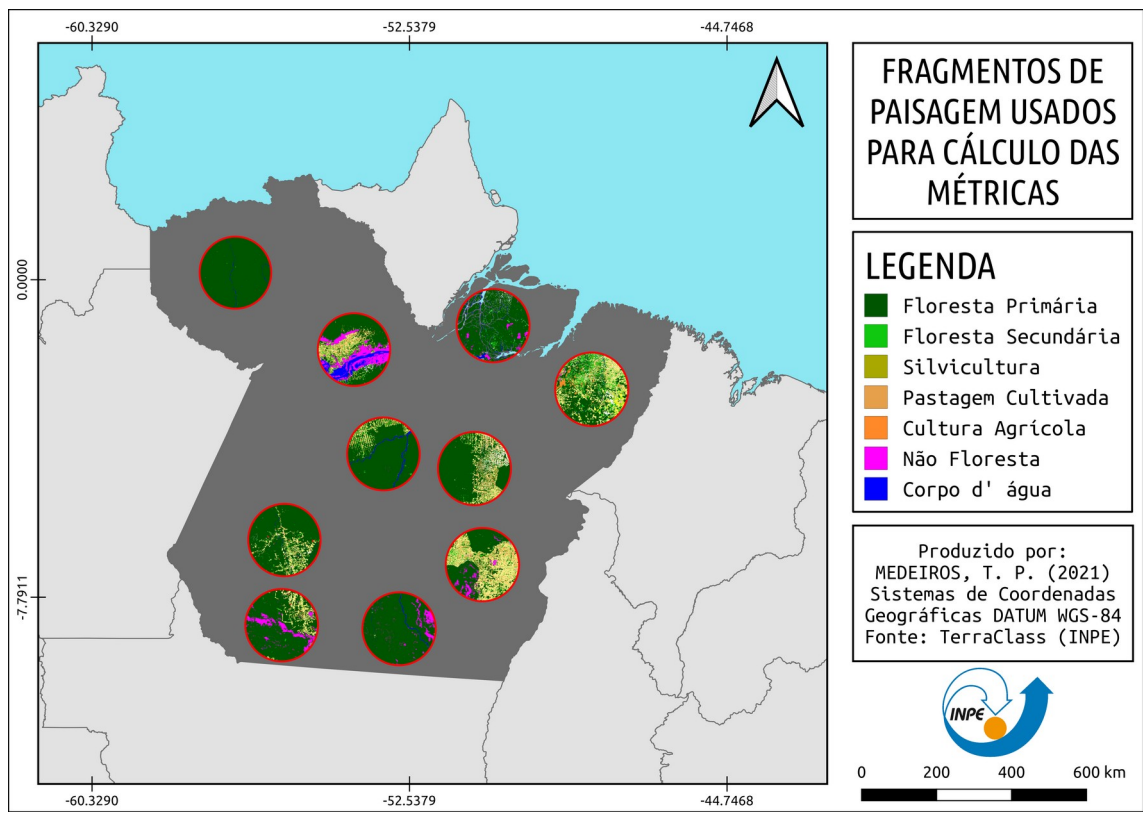 -60.3290
-52.5379
-44.7468
0.0000
-7.7911
-60.3290
-52.5379
-44.7468
FRAGMENTOS DE
PAISAGEM USADOS
PARA CÁLCULO DAS
MÉTRICAS
LEGENDA
Floresta Primária
Floresta Secundária
Silvicultura
Pastagem Cultivada
Cultura Agrícola
Não Floresta
Corpo d' água
Produzido por:
MEDEIROS, T. P. (2021)
Sistemas de Coordenadas
Geográficas DATUM WGS-84
Fonte: TerraClass (INPE)
INPE
0 200 400 600 km